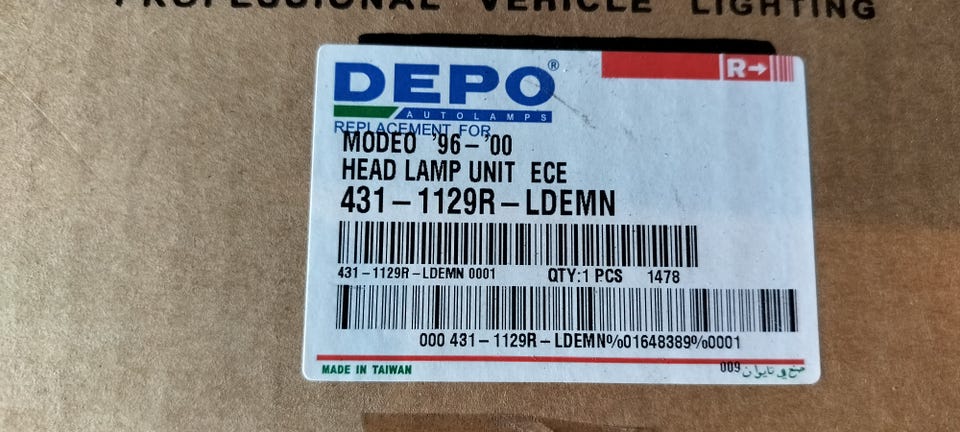 PROFESSIONAL VEHICLE LIGHTING
DEPO®
AUTOLAMPS
R→
REPLACEMENT FOR
MODEO '96-'00
HEAD LAMP UNIT ECE
431-1129R-LDEMN
431-1129R-LDEMN 0001 QTY:1 PCS 1478
000 431-1129R-LDEMN%01648389%0001
MADE IN TAIWAN 009 صنع في تايوان